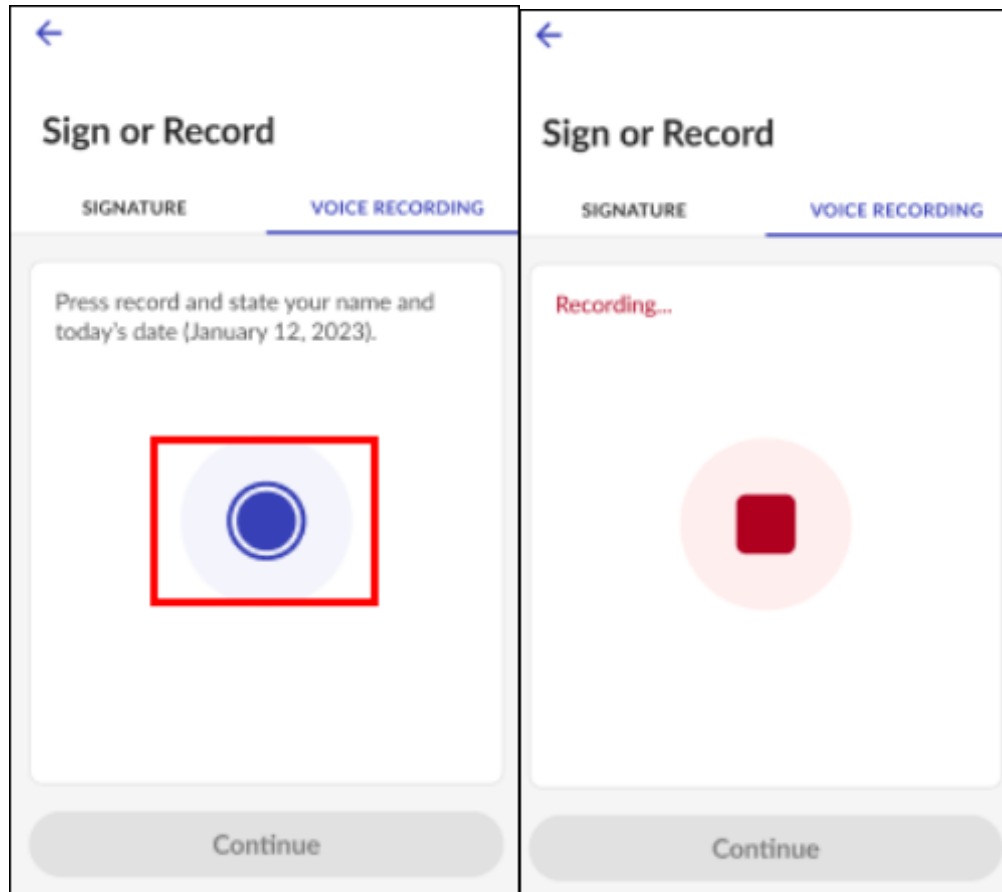 Sign or Record
SIGNATURE VOICE RECORDING
Press record and state your name and
today's date (January 12, 2023).
Continue
Sign or Record
SIGNATURE VOICE RECORDING
Recording...
Continue